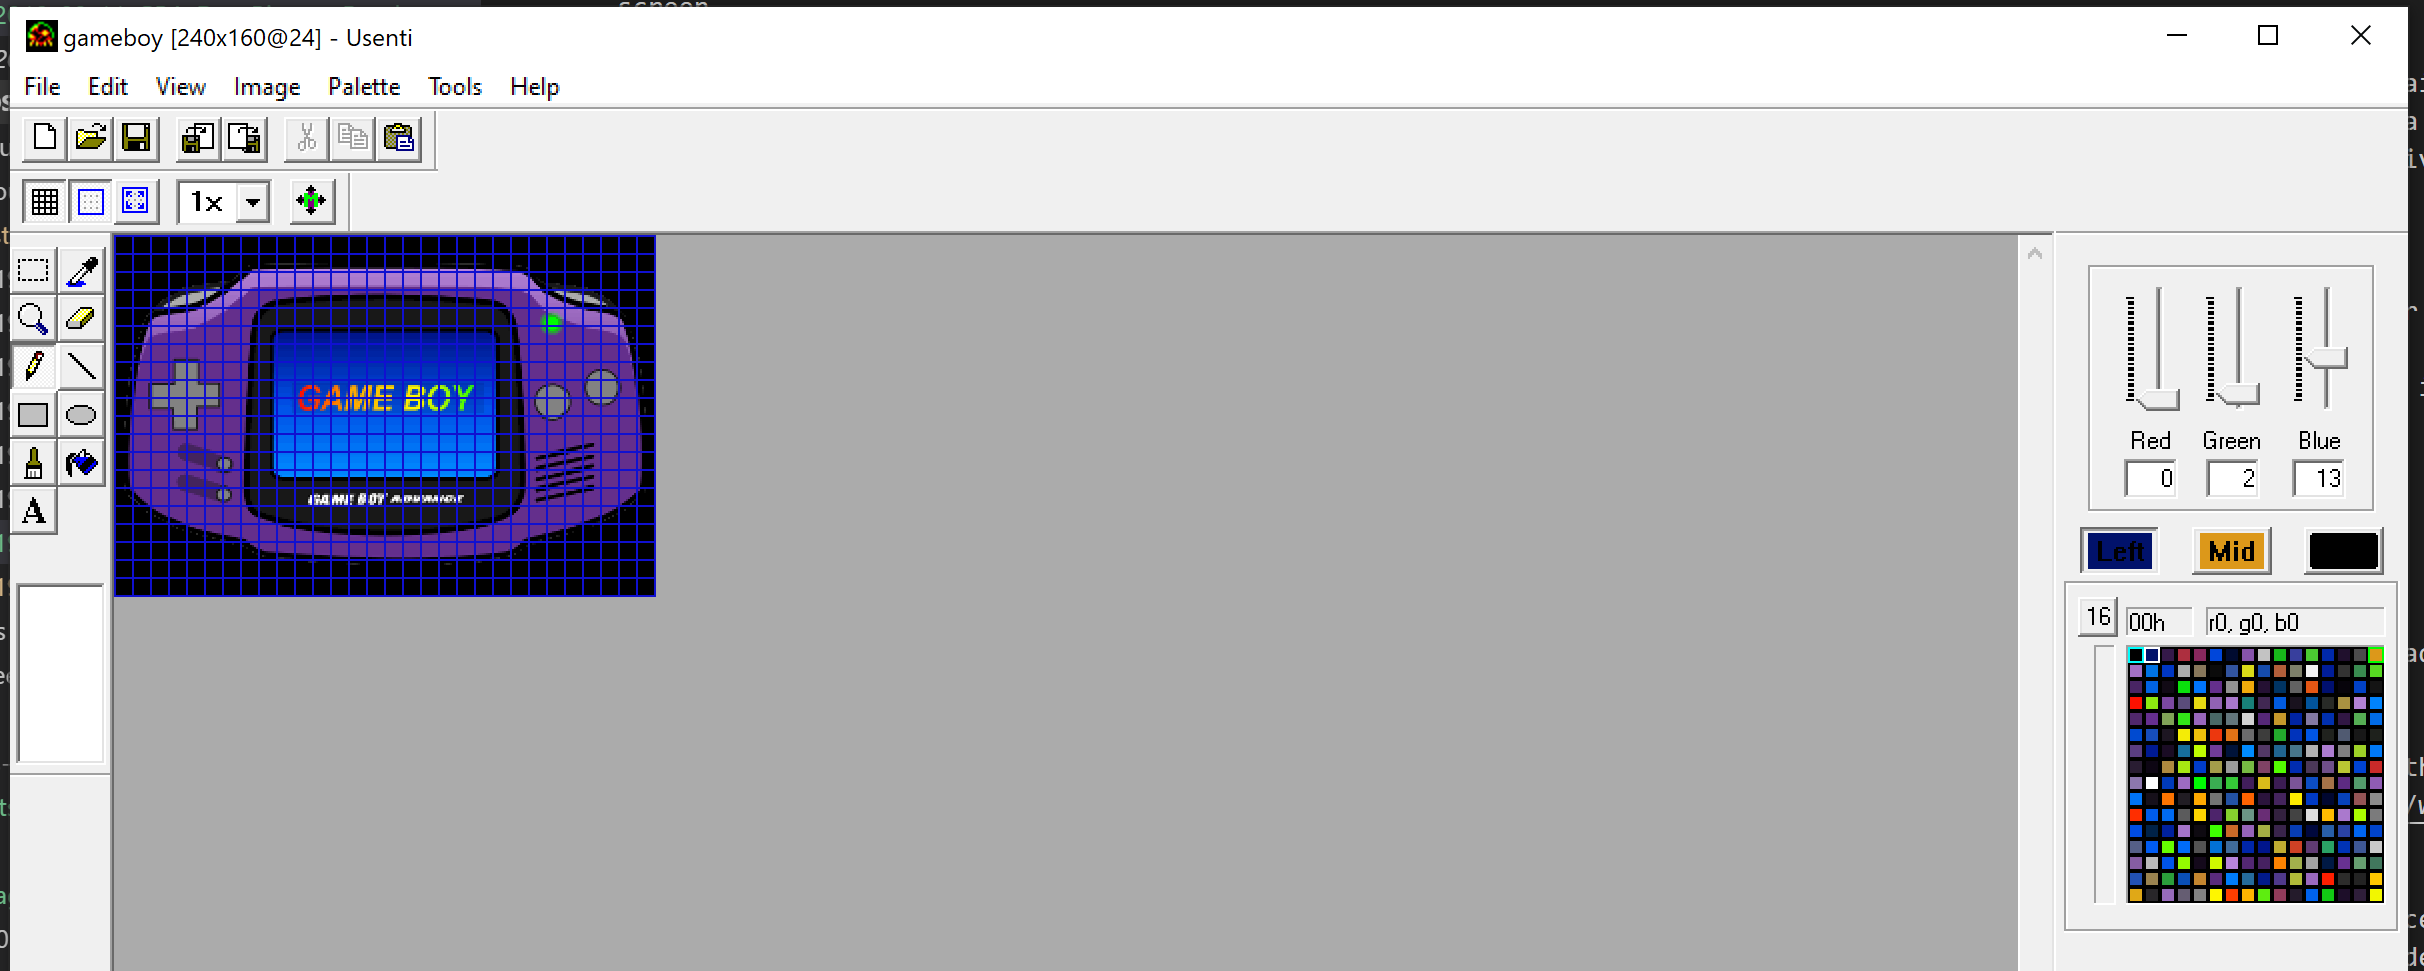 screen
gameboy [240x160@24] - Usenti
File Edit View Image Palette Tools Help
1x
GAME BOY
GAME BOY ADVANCE
A
Red Green Blue
0 2 13
Left Mid
16 00h r0, g0, b0